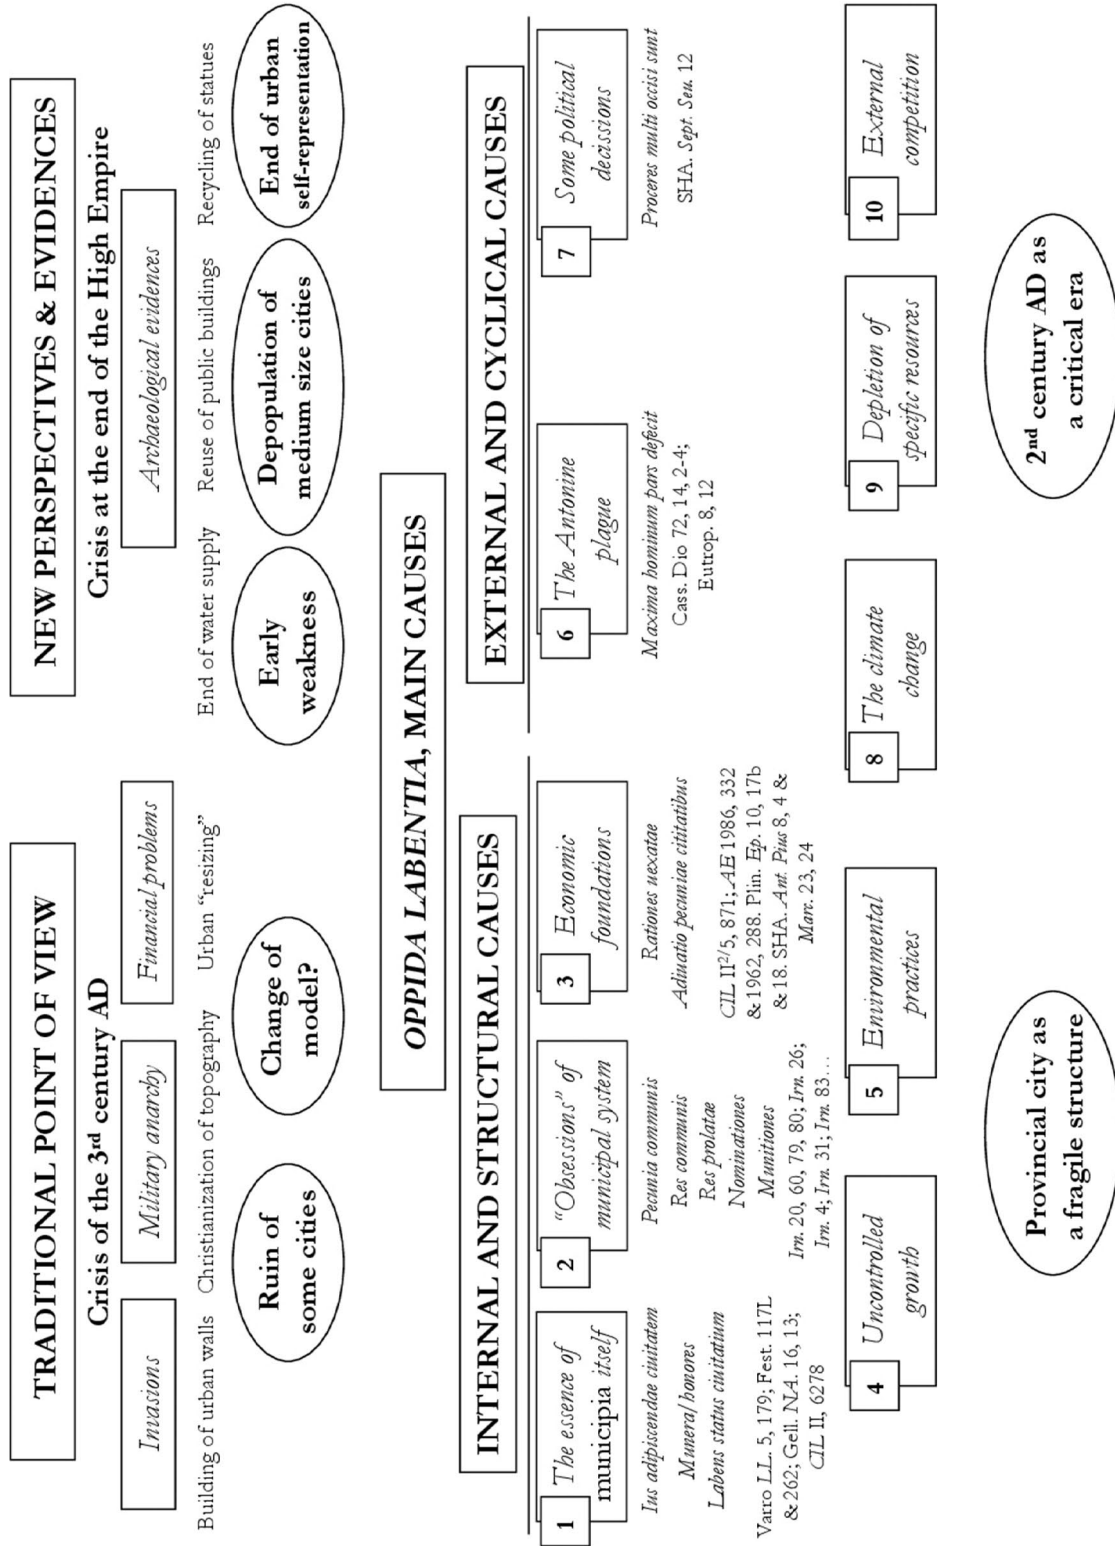 TRADITIONAL POINT OF VIEW
Crisis of the 3rd century AD
Invasions
Military anarchy
Financial problems
Building of urban walls
Christianization of topography
Urban “resizing”
Ruin of
some cities
Change of
model?
NEW PERSPECTIVES & EVIDENCES
Crisis at the end of the High Empire
Archaeological evidences
End of water supply
Reuse of public buildings
Recycling of statues
Early
weakness
Depopulation of
medium size cities
End of urban
self-representation
OPPIDA LABENTIA, MAIN CAUSES
INTERNAL AND STRUCTURAL CAUSES
1
The essence of
municipia itself
Ius adipiscendae ciuitatem
Munera/honores
Labens status ciuitatium
Varro LL. 5, 179; Fest. 117L
& 262; Gell. NA. 16, 13;
CIL II, 6278
2
“Obsessions” of
municipal system
Pecunia communis
Res communis
Res prolatae
Nominationes
Munitiones
Irn. 20, 60, 79, 80; Irn. 26;
Irn. 4; Irn. 31; Irn. 83…
3
Economic
foundations
Rationes uexatae
Adiuatio pecuniae cititatibus
CIL II2/5, 871; AE 1986, 332
& 1962, 288. Plin. Ep. 10, 17b
& 18. SHA. Ant. Pius 8, 4 &
Marc. 23, 24
4
Uncontrolled
growth
5
Environmental
practices
Provincial city as
a fragile structure
EXTERNAL AND CYCLICAL CAUSES
6
The Antonine
plague
Maxima hominum pars defecit
Cass. Dio 72, 14, 2-4;
Eutrop. 8, 12
7
Some political
decissions
Proceres multi occisi sunt
SHA. Sept. Seu. 12
8
The climate
change
9
Depletion of
specific resources
10
External
competition
2nd century AD as
a critical era